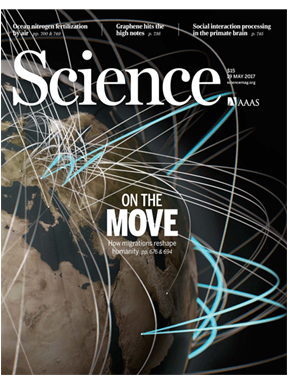 Ocean nitrogen fertilization
by air pp. 700 & 749
Graphene hits the
high notes p. 736
Social interaction processing
in the primate brain p. 745
Science
$15
19 MAY 2017
sciencemag.org
AAAS
ON THE
MOVE
How migrations reshape
humanity pp. 676 & 694